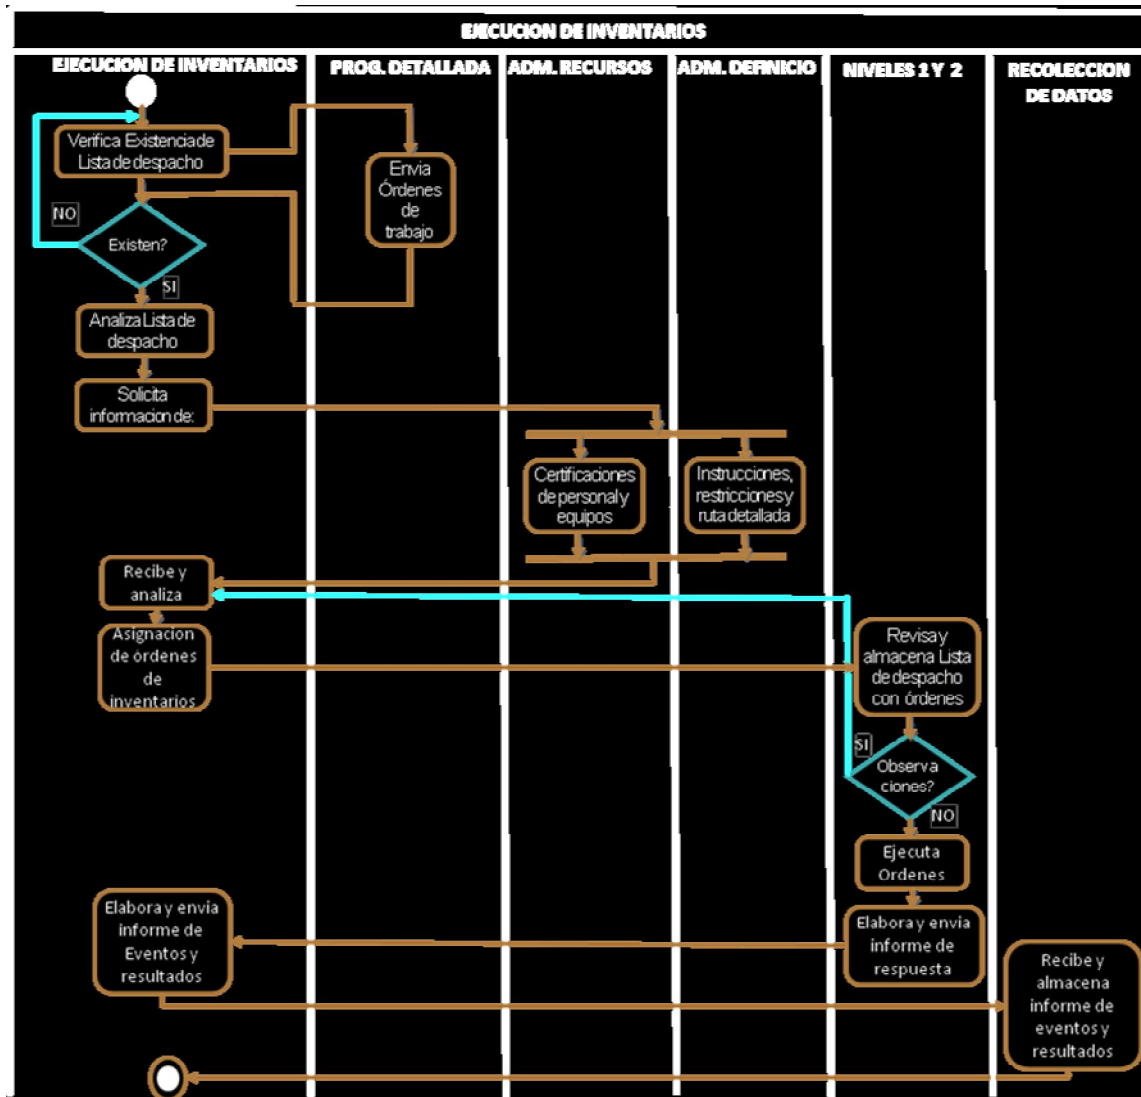 EJECUCION DE INVENTARIOS
EJECUCION DE INVENTARIOS
PROG. DETALLADA
ADM. RECURSOS
ADM. DEFINICIO
NIVELES 1 Y 2
RECOLECCION
DE DATOS
Verifica Existencia de
Lista de despacho
Envia
Órdenes
de
trabajo
NO
Existen?
SI
Analiza Lista de
despacho
Solicita
informacion de:
Certificaciones
de personal y
equipos
Instrucciones,
restricciones y
ruta detallada
Recibe y
analiza
Asignacion
de órdenes
de
inventarios
Revisa y
almacena Lista
de despacho
con órdenes
SI
Observa
ciones?
NO
Ejecuta
Ordenes
Elabora y envia
informe de
respuesta
Elabora y envia
informe de
Eventos y
resultados
Recibe y
almacena
informe de
eventos y
resultados